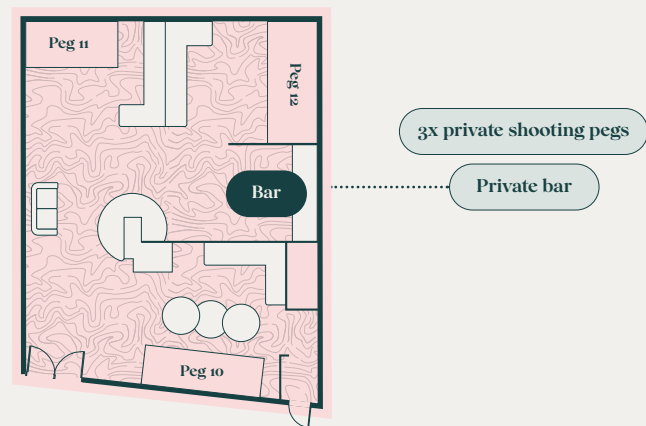 Peg 11
Peg 12
3x private shooting pegs
Bar
Private bar
Peg 10